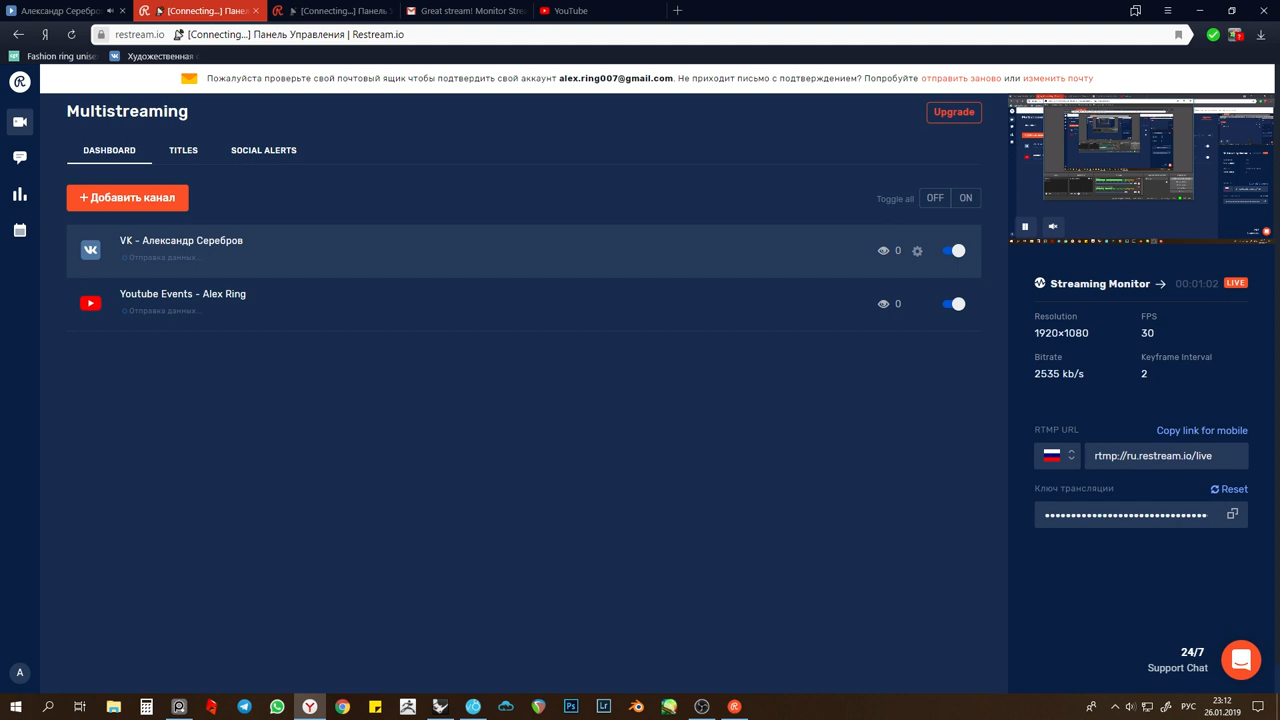 Александр Серебро
[Connecting...] Панел
[Connecting...] Панель У
Great stream! Monitor Stre
YouTube
restream.io [Connecting...] Панель Управления | Restream.io
Fashion ring unise
Художественная с
Пожалуйста проверьте свой почтовый ящик чтобы подтвердить свой аккаунт alex.ring007@gmail.com. Не приходит письмо с подтверждением? Попробуйте отправить заново или изменить почту
Multistreaming
Upgrade
DASHBOARD TITLES SOCIAL ALERTS
+ Добавить канал
Toggle all OFF ON
VK - Александр Серебров
Отправка данных...
0
Youtube Events - Alex Ring
Отправка данных...
0
Streaming Monitor → 00:01:02 LIVE
Resolution FPS
1920×1080 30
Bitrate Keyframe Interval
2535 kb/s 2
RTMP URL Copy link for mobile
rtmp://ru.restream.io/live
Ключ трансляции Reset
24/7
Support Chat
A
Ps
Lr
РУС
23:12
26.01.2019